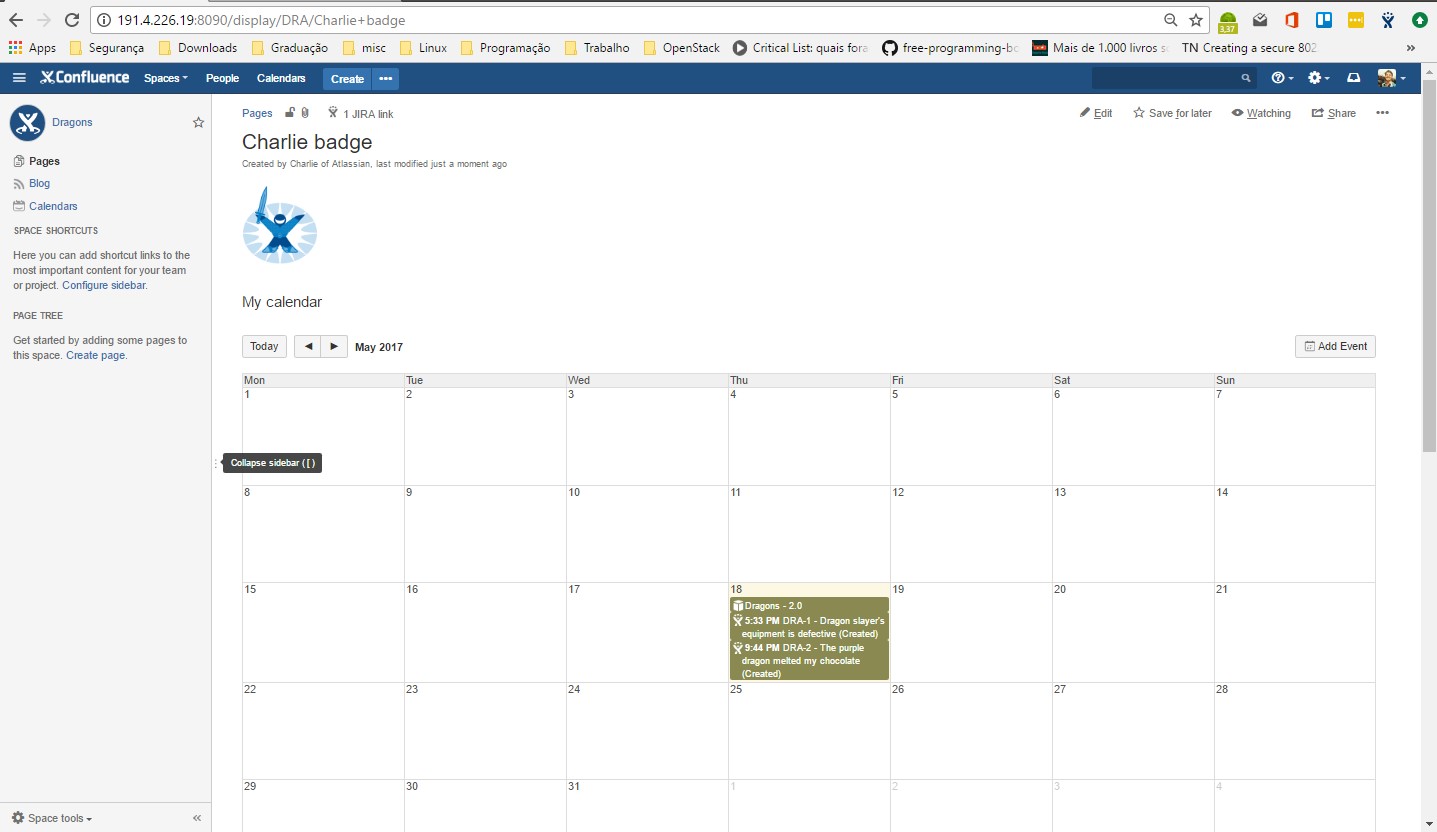 191.4.226.19:8090/display/DRA/Charlie+badge
3.37
Apps Segurança Downloads Graduação misc Linux Programação Trabalho OpenStack Critical List: quais fora free-programming-bo Mais de 1.000 livros s TN Creating a secure 802 »
Confluence Spaces People Calendars Create •••
Dragons
Pages
Blog
Calendars
SPACE SHORTCUTS
Here you can add shortcut links to the
most important content for your team
or project. Configure sidebar.
PAGE TREE
Get started by adding some pages to
this space. Create page.
Space tools «
Pages 1 JIRA link Edit Save for later Watching Share •••
Charlie badge
Created by Charlie of Atlassian, last modified just a moment ago
My calendar
Today ◀ ▶ May 2017 Add Event
Mon Tue Wed Thu Fri Sat Sun
1 2 3 4 5 6 7
Collapse sidebar ( [ )
8 9 10 11 12 13 14
15 16 17 18 19 20 21
Dragons - 2.0
5:33 PM DRA-1 - Dragon slayer's
equipment is defective (Created)
9:44 PM DRA-2 - The purple
dragon melted my chocolate
(Created)
22 23 24 25 26 27 28
29 30 31 1 2 3 4